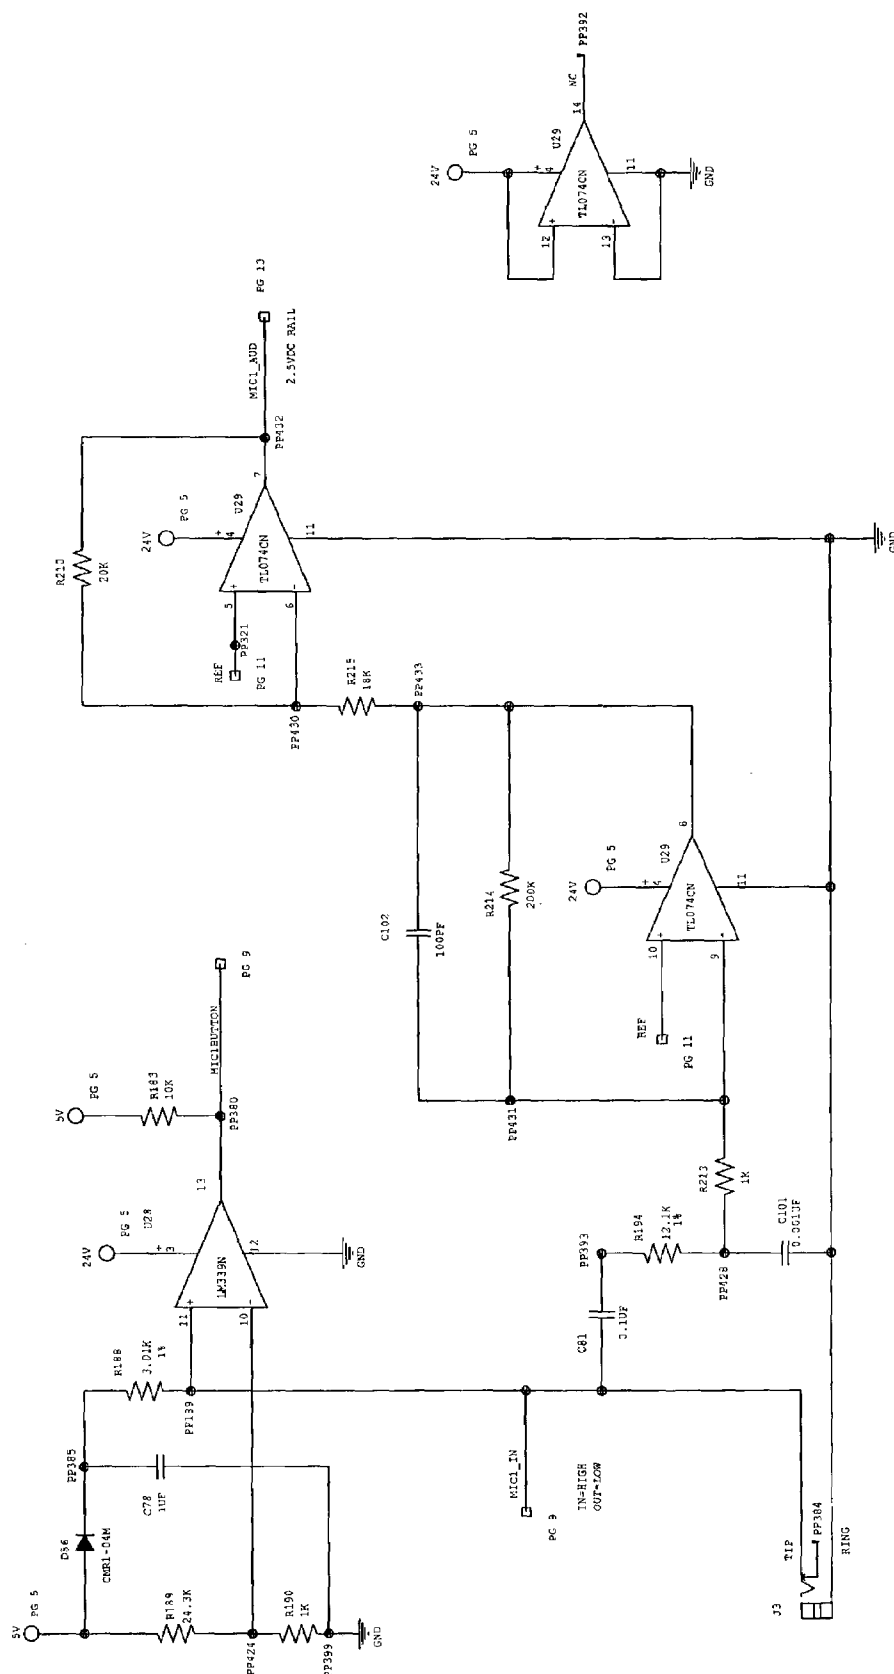 5V
PG 5
D56
CMR1-04M
R189
24.3K
PP424
R190
1K
PP399
GND
PP385
C78
1UF
R188
3.01K
1%
PP139
11
+
10
-
LM339N
24V
PG 5
U28
+
3
12
GND
13
5V
PG 5
R183
10K
PP380
MIC1BUTTON
PG 9
MIC1_IN
PG 9
IN=HIGH
OUT=LOW
J3
TIP
PP384
RING
C81
0.1UF
PP393
R194
12.1K
1%
PP428
C101
0.001UF
R213
1K
PP431
REF
PG 11
10
+
9
-
TL074CN
24V
PG 5
U29
+
4
11
C102
100PF
R214
200K
PP433
R215
18K
PP430
REF
PP321
PG 11
5
+
6
-
TL074CN
24V
PG 5
U29
+
4
11
7
20K
PP432
MIC1_AUD
2.5VDC RAIL
PG 13
GND
12
+
13
-
TL074CN
24V
PG 5
U29
+
4
11
GND
14
NC
PP392